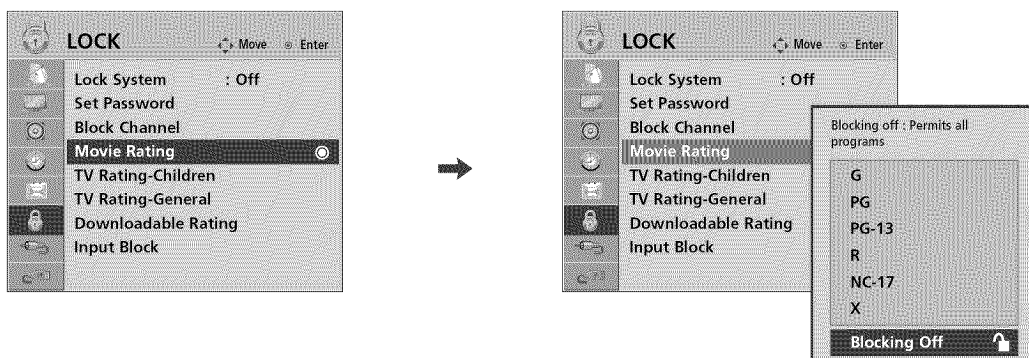 LOCK
Move Enter
Lock System : Off
Set Password
Block Channel
Movie Rating
TV Rating-Children
TV Rating-General
Downloadable Rating
Input Block
LOCK
Move Enter
Lock System : Off
Set Password
Block Channel
Movie Rating
TV Rating-Children
TV Rating-General
Downloadable Rating
Input Block
Blocking off : Permits all
programs
G
PG
PG-13
R
NC-17
X
Blocking Off